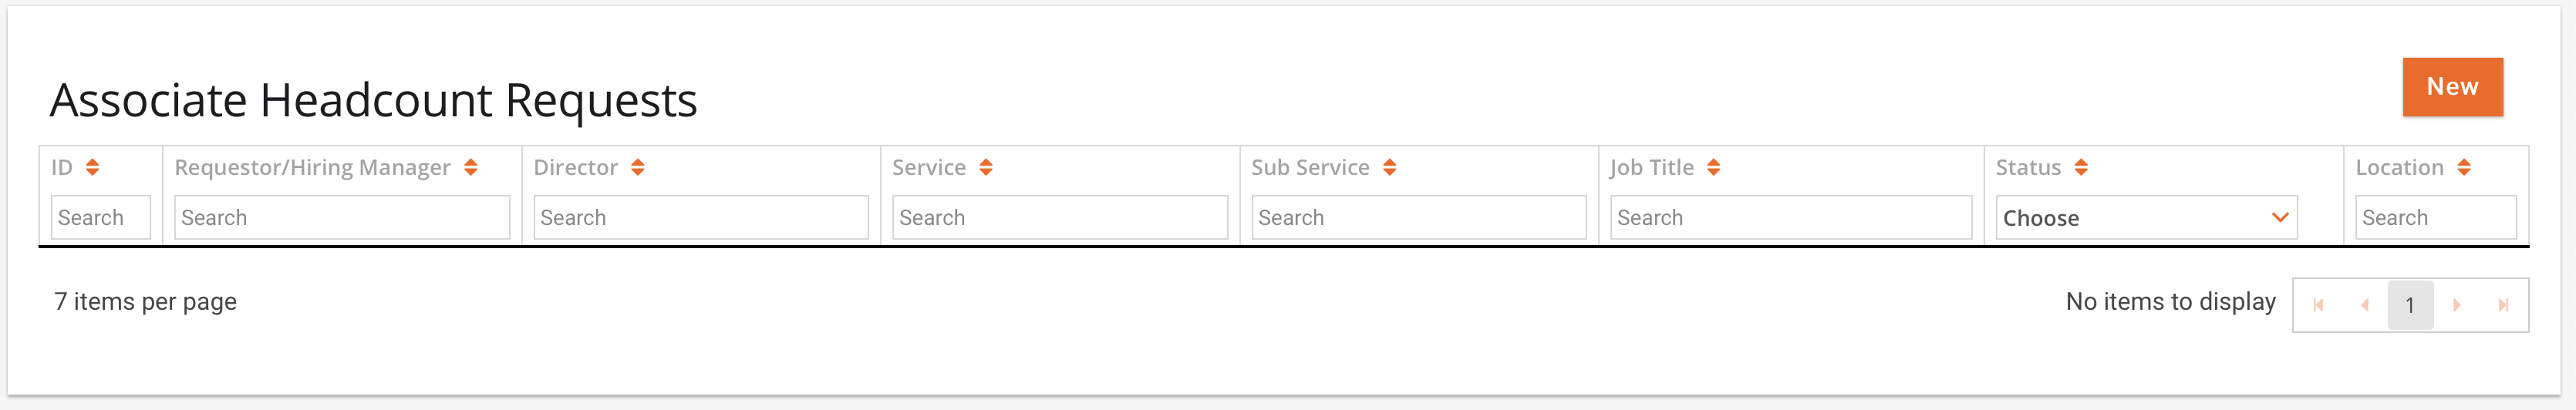 Associate Headcount Requests
New
ID Requestor/Hiring Manager Director Service Sub Service Job Title Status Location
Search Search Search Search Search Search Choose Search
7 items per page No items to display 1